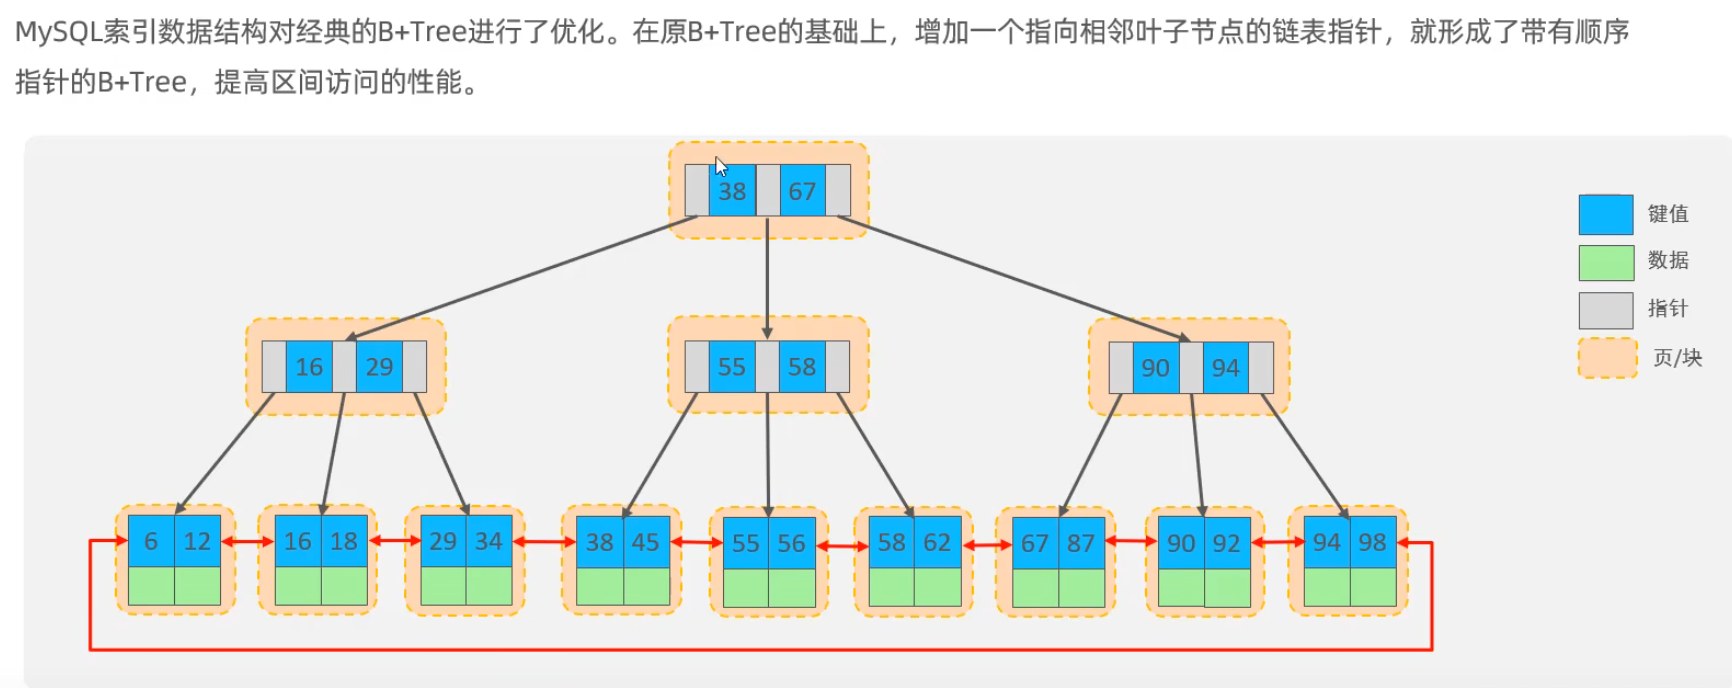 MySQL索引数据结构对经典的B+Tree进行了优化。在原B+Tree的基础上，增加一个指向相邻叶子节点的链表指针，就形成了带有顺序
指针的B+Tree，提高区间访问的性能。
38 67
键值
数据
指针
页/块
16 29
55 58
90 94
6 12
16 18
29 34
38 45
55 56
58 62
67 87
90 92
94 98